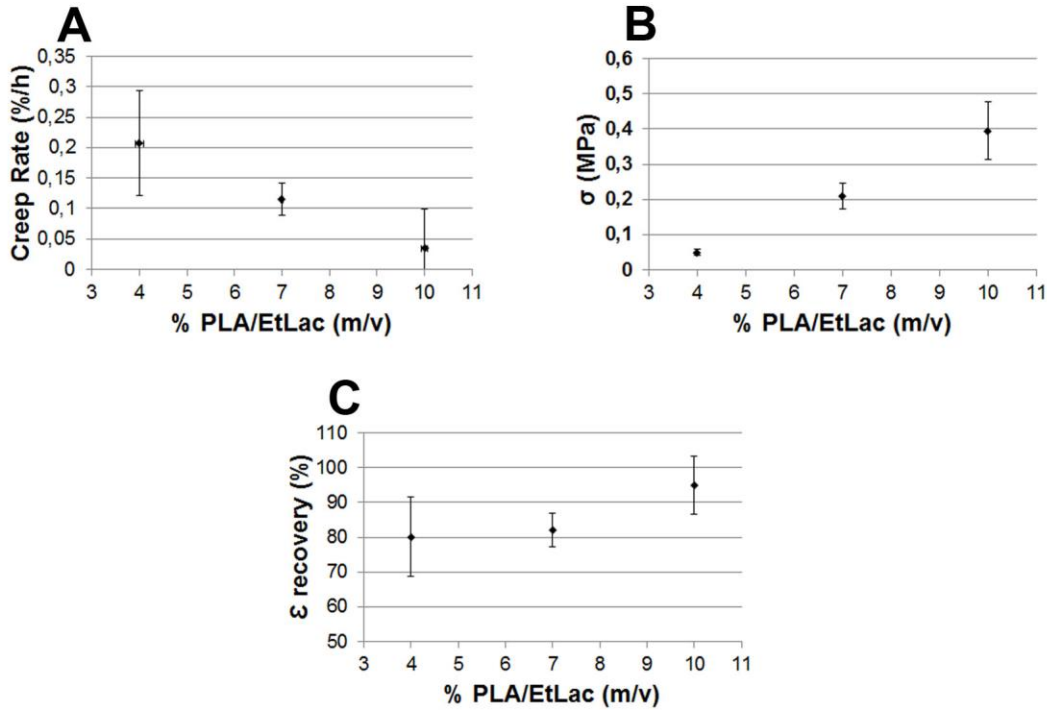 A
Creep Rate (%/h)
0,35
0,3
0,25
0,2
0,15
0,1
0,05
0
3 4 5 6 7 8 9 10 11
% PLA/EtLac (m/v)
B
σ (MPa)
0,6
0,5
0,4
0,3
0,2
0,1
0
3 4 5 6 7 8 9 10 11
% PLA/EtLac (m/v)
C
Ɛ recovery (%)
110
100
90
80
70
60
50
3 4 5 6 7 8 9 10 11
% PLA/EtLac (m/v)